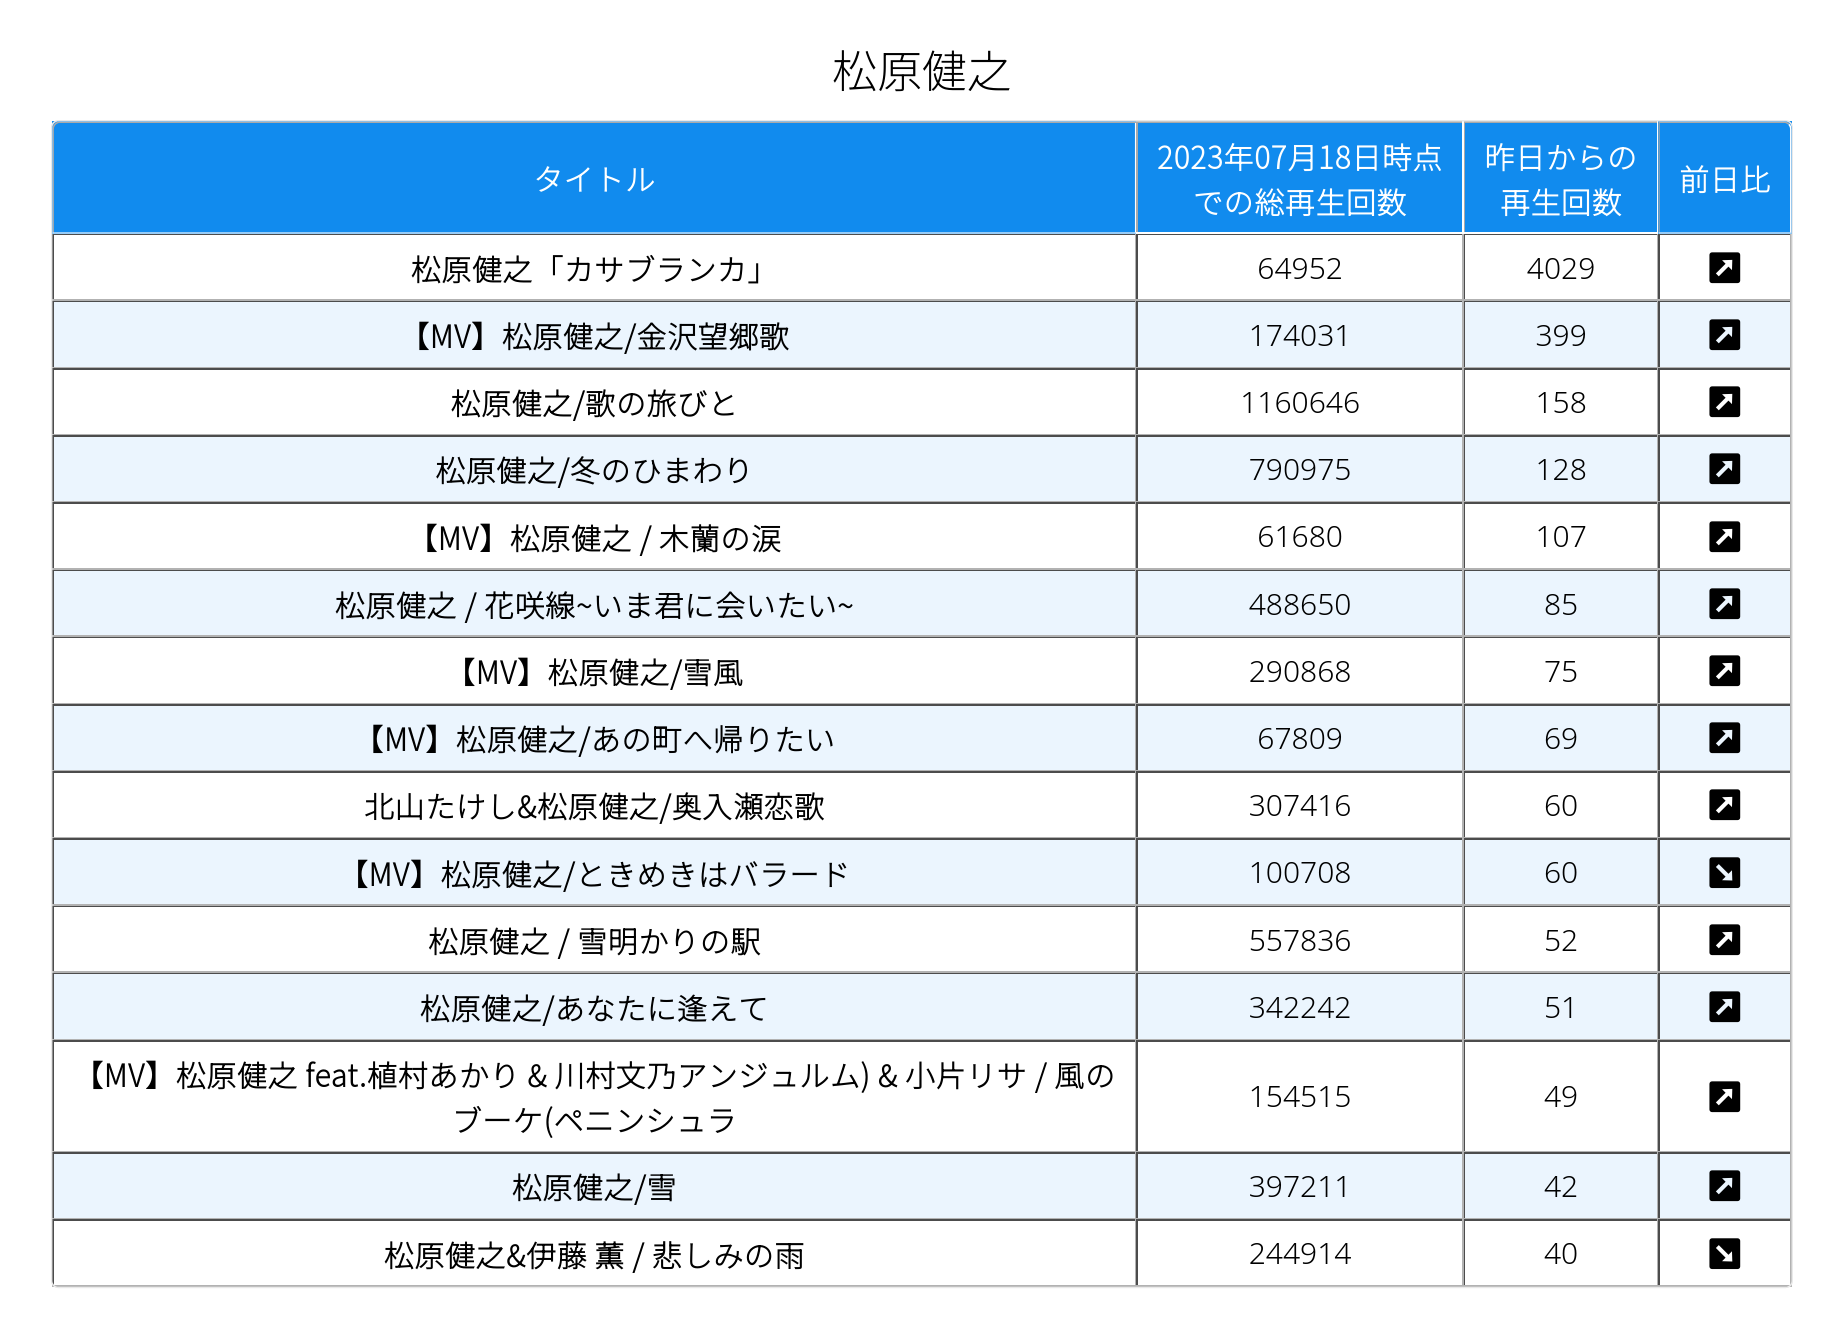 松原健之
タイトル
2023年07月18日時点
での総再生回数
昨日からの
再生回数
前日比
松原健之「カサブランカ」 64952 4029
【MV】松原健之/金沢望郷歌 174031 399
松原健之/歌の旅びと 1160646 158
松原健之/冬のひまわり 790975 128
【MV】松原健之 / 木蘭の涙 61680 107
松原健之 / 花咲線~いま君に会いたい~ 488650 85
【MV】松原健之/雪風 290868 75
【MV】松原健之/あの町へ帰りたい 67809 69
北山たけし&松原健之/奥入瀬恋歌 307416 60
【MV】松原健之/ときめきはバラード 100708 60
松原健之 / 雪明かりの駅 557836 52
松原健之/あなたに逢えて 342242 51
【MV】松原健之 feat.植村あかり & 川村文乃アンジュルム) & 小片リサ / 風の
ブーケ(ペニンシュラ 154515 49
松原健之/雪 397211 42
松原健之&伊藤 薫 / 悲しみの雨 244914 40